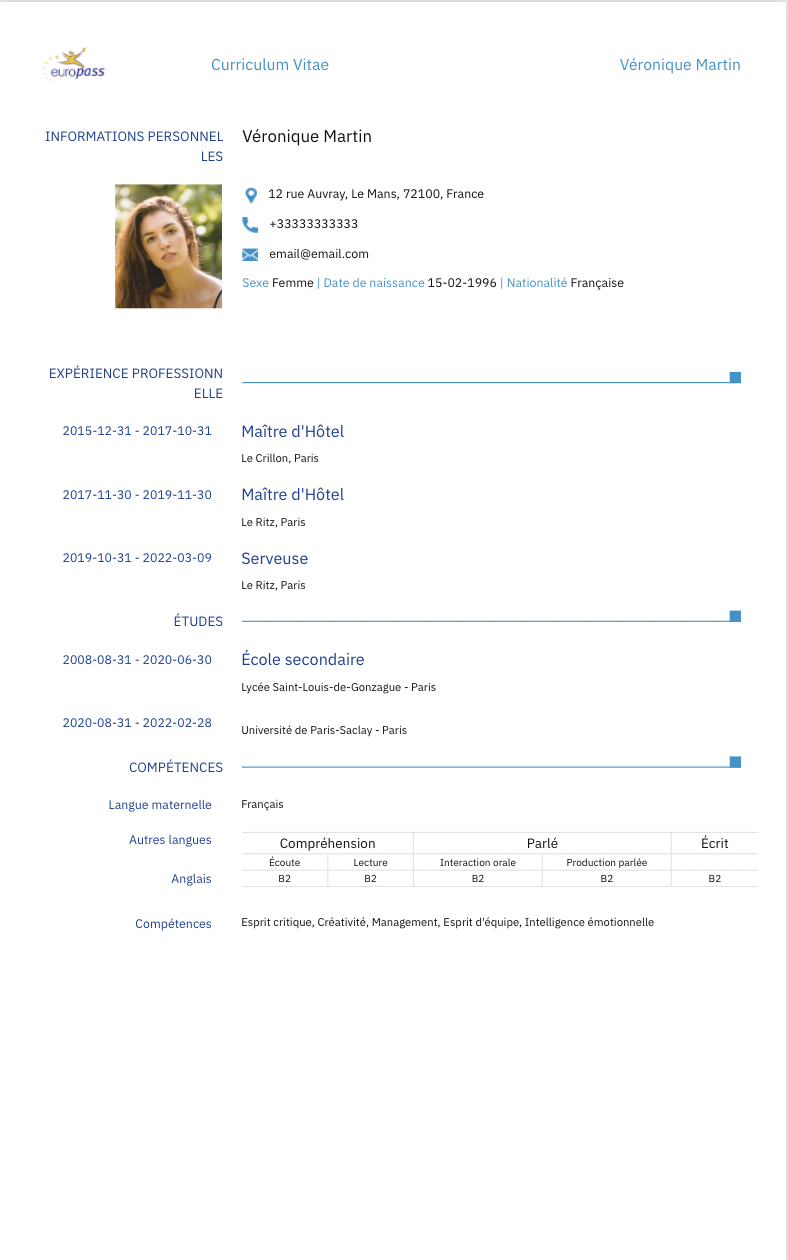 europass
Curriculum Vitae
Véronique Martin
INFORMATIONS PERSONNEL
LES
Véronique Martin
12 rue Auvray, Le Mans, 72100, France
+33333333333
email@email.com
Sexe Femme | Date de naissance 15-02-1996 | Nationalité Française
EXPÉRIENCE PROFESSIONN
ELLE
2015-12-31 - 2017-10-31
Maître d'Hôtel
Le Crillon, Paris
2017-11-30 - 2019-11-30
Maître d'Hôtel
Le Ritz, Paris
2019-10-31 - 2022-03-09
Serveuse
Le Ritz, Paris
ÉTUDES
2008-08-31 - 2020-06-30
École secondaire
Lycée Saint-Louis-de-Gonzague - Paris
2020-08-31 - 2022-02-28
Université de Paris-Saclay - Paris
COMPÉTENCES
Langue maternelle
Français
Autres langues
Compréhension Parlé Écrit
Écoute Lecture Interaction orale Production parlée
Anglais
B2 B2 B2 B2 B2
Compétences
Esprit critique, Créativité, Management, Esprit d'équipe, Intelligence émotionnelle